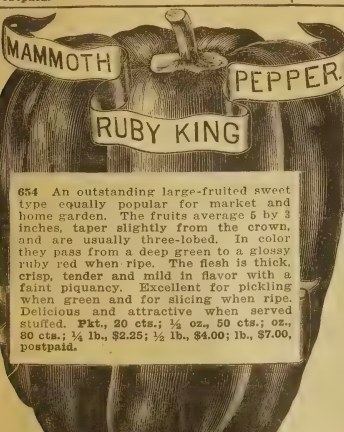 MAMMOTH
PEPPER.
RUBY KING
654 An outstanding large-fruited sweet
type equally popular for market and
home garden. The fruits average 5 by 3
inches, taper slightly from the crown,
and are usually three-lobed. In color
they pass from a deep green to a glossy
ruby red when ripe. The flesh is thick,
crisp, tender and mild in flavor with a
faint piquancy. Excellent for pickling
when green and for slicing when ripe.
Delicious and attractive when served
stuffed. Pkt., 20 cts.; ½ oz., 50 cts.; oz.,
80 cts.; ¼ lb., $2.25; ½ lb., $4.00; lb., $7.00,
postpaid.